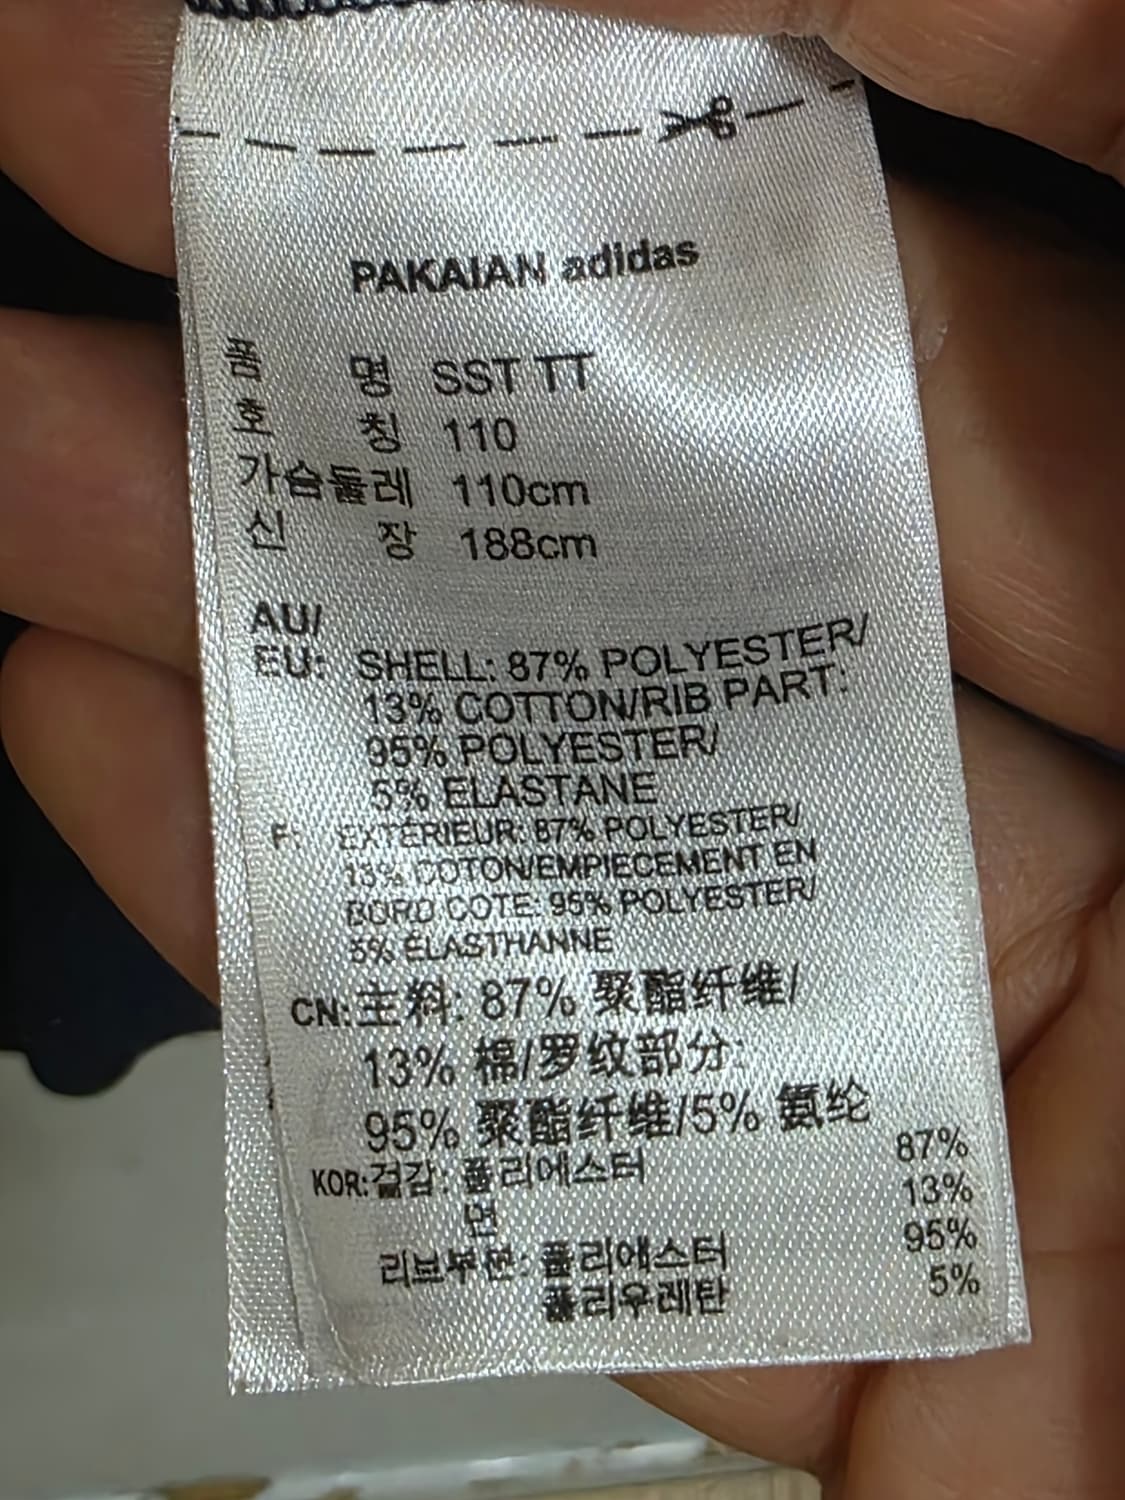 PAKAIAN adidas
품 명 SST TT
호 칭 110
가슴둘레 110cm
신 장 188cm
AU/
EU: SHELL: 87% POLYESTER/
13% COTTON/RIB PART:
95% POLYESTER/
5% ELASTANE
F: EXTÉRIEUR: 87% POLYESTER/
13% COTON/EMPIECEMENT EN
BORD COTE: 95% POLYESTER/
5% ÉLASTHANNE
CN:主料: 87% 聚酯纤维/
13% 棉/罗纹部分:
95% 聚酯纤维/5% 氨纶
KOR:겉감: 폴리에스터 87%
면 13%
리브부분: 폴리에스터 95%
폴리우레탄 5%